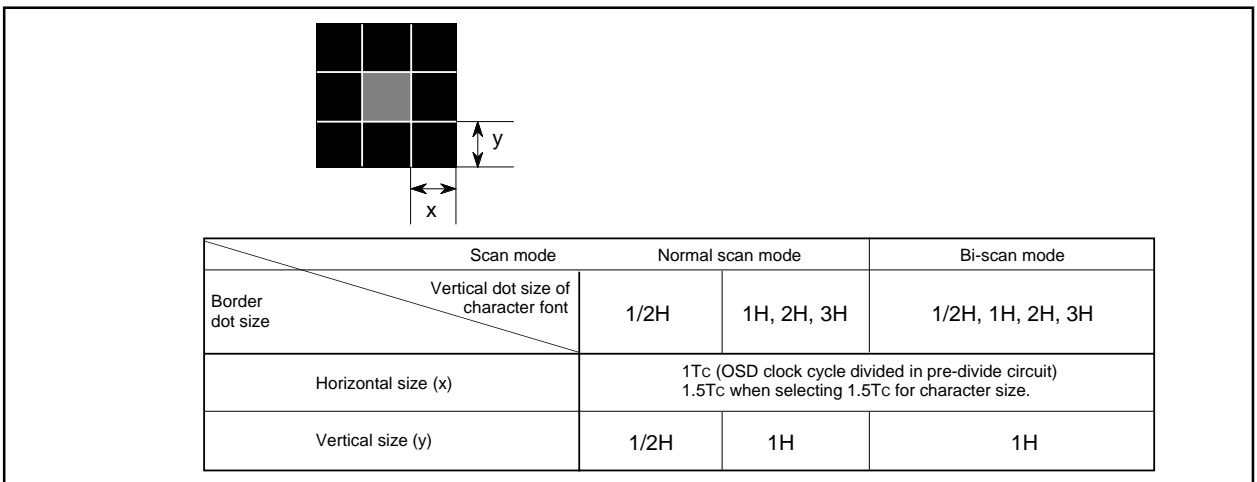 y
x
Scan mode
Normal scan mode
Bi-scan mode
Border
dot size
Vertical dot size of
character font
1/2H
1H, 2H, 3H
1/2H, 1H, 2H, 3H
Horizontal size (x)
1TC (OSD clock cycle divided in pre-divide circuit)
1.5TC when selecting 1.5TC for character size.
Vertical size (y)
1/2H
1H
1H